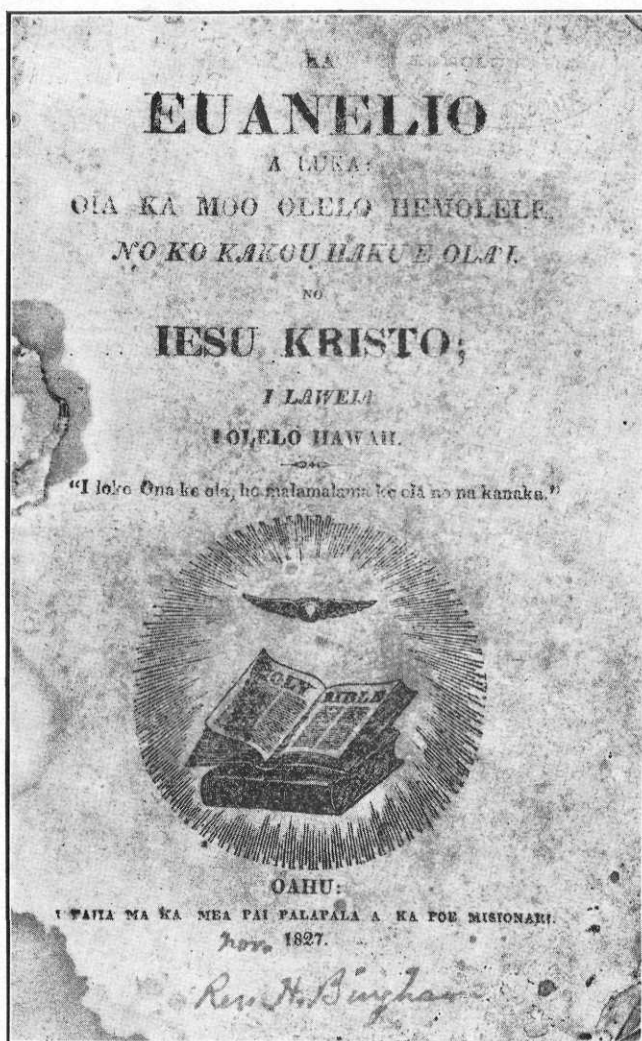 KA
EUANELIO
A LUKA:
OIA KA MOO OLELO HEMOLELE,
NO KO KAKOU HAKU E OLA'I.
NO
IESU KRISTO;
I LAWEIA
I OLELO HAWAII.
"I loko Ona ke ola, ho malamalama ke ola no na kanaka."
HOLY BIBLE
OAHU:
I PAIIA MA KA MEA PAI PALAPALA A KA POE MISIONARI.
Nov. 1827.
Rev. H. Bingham